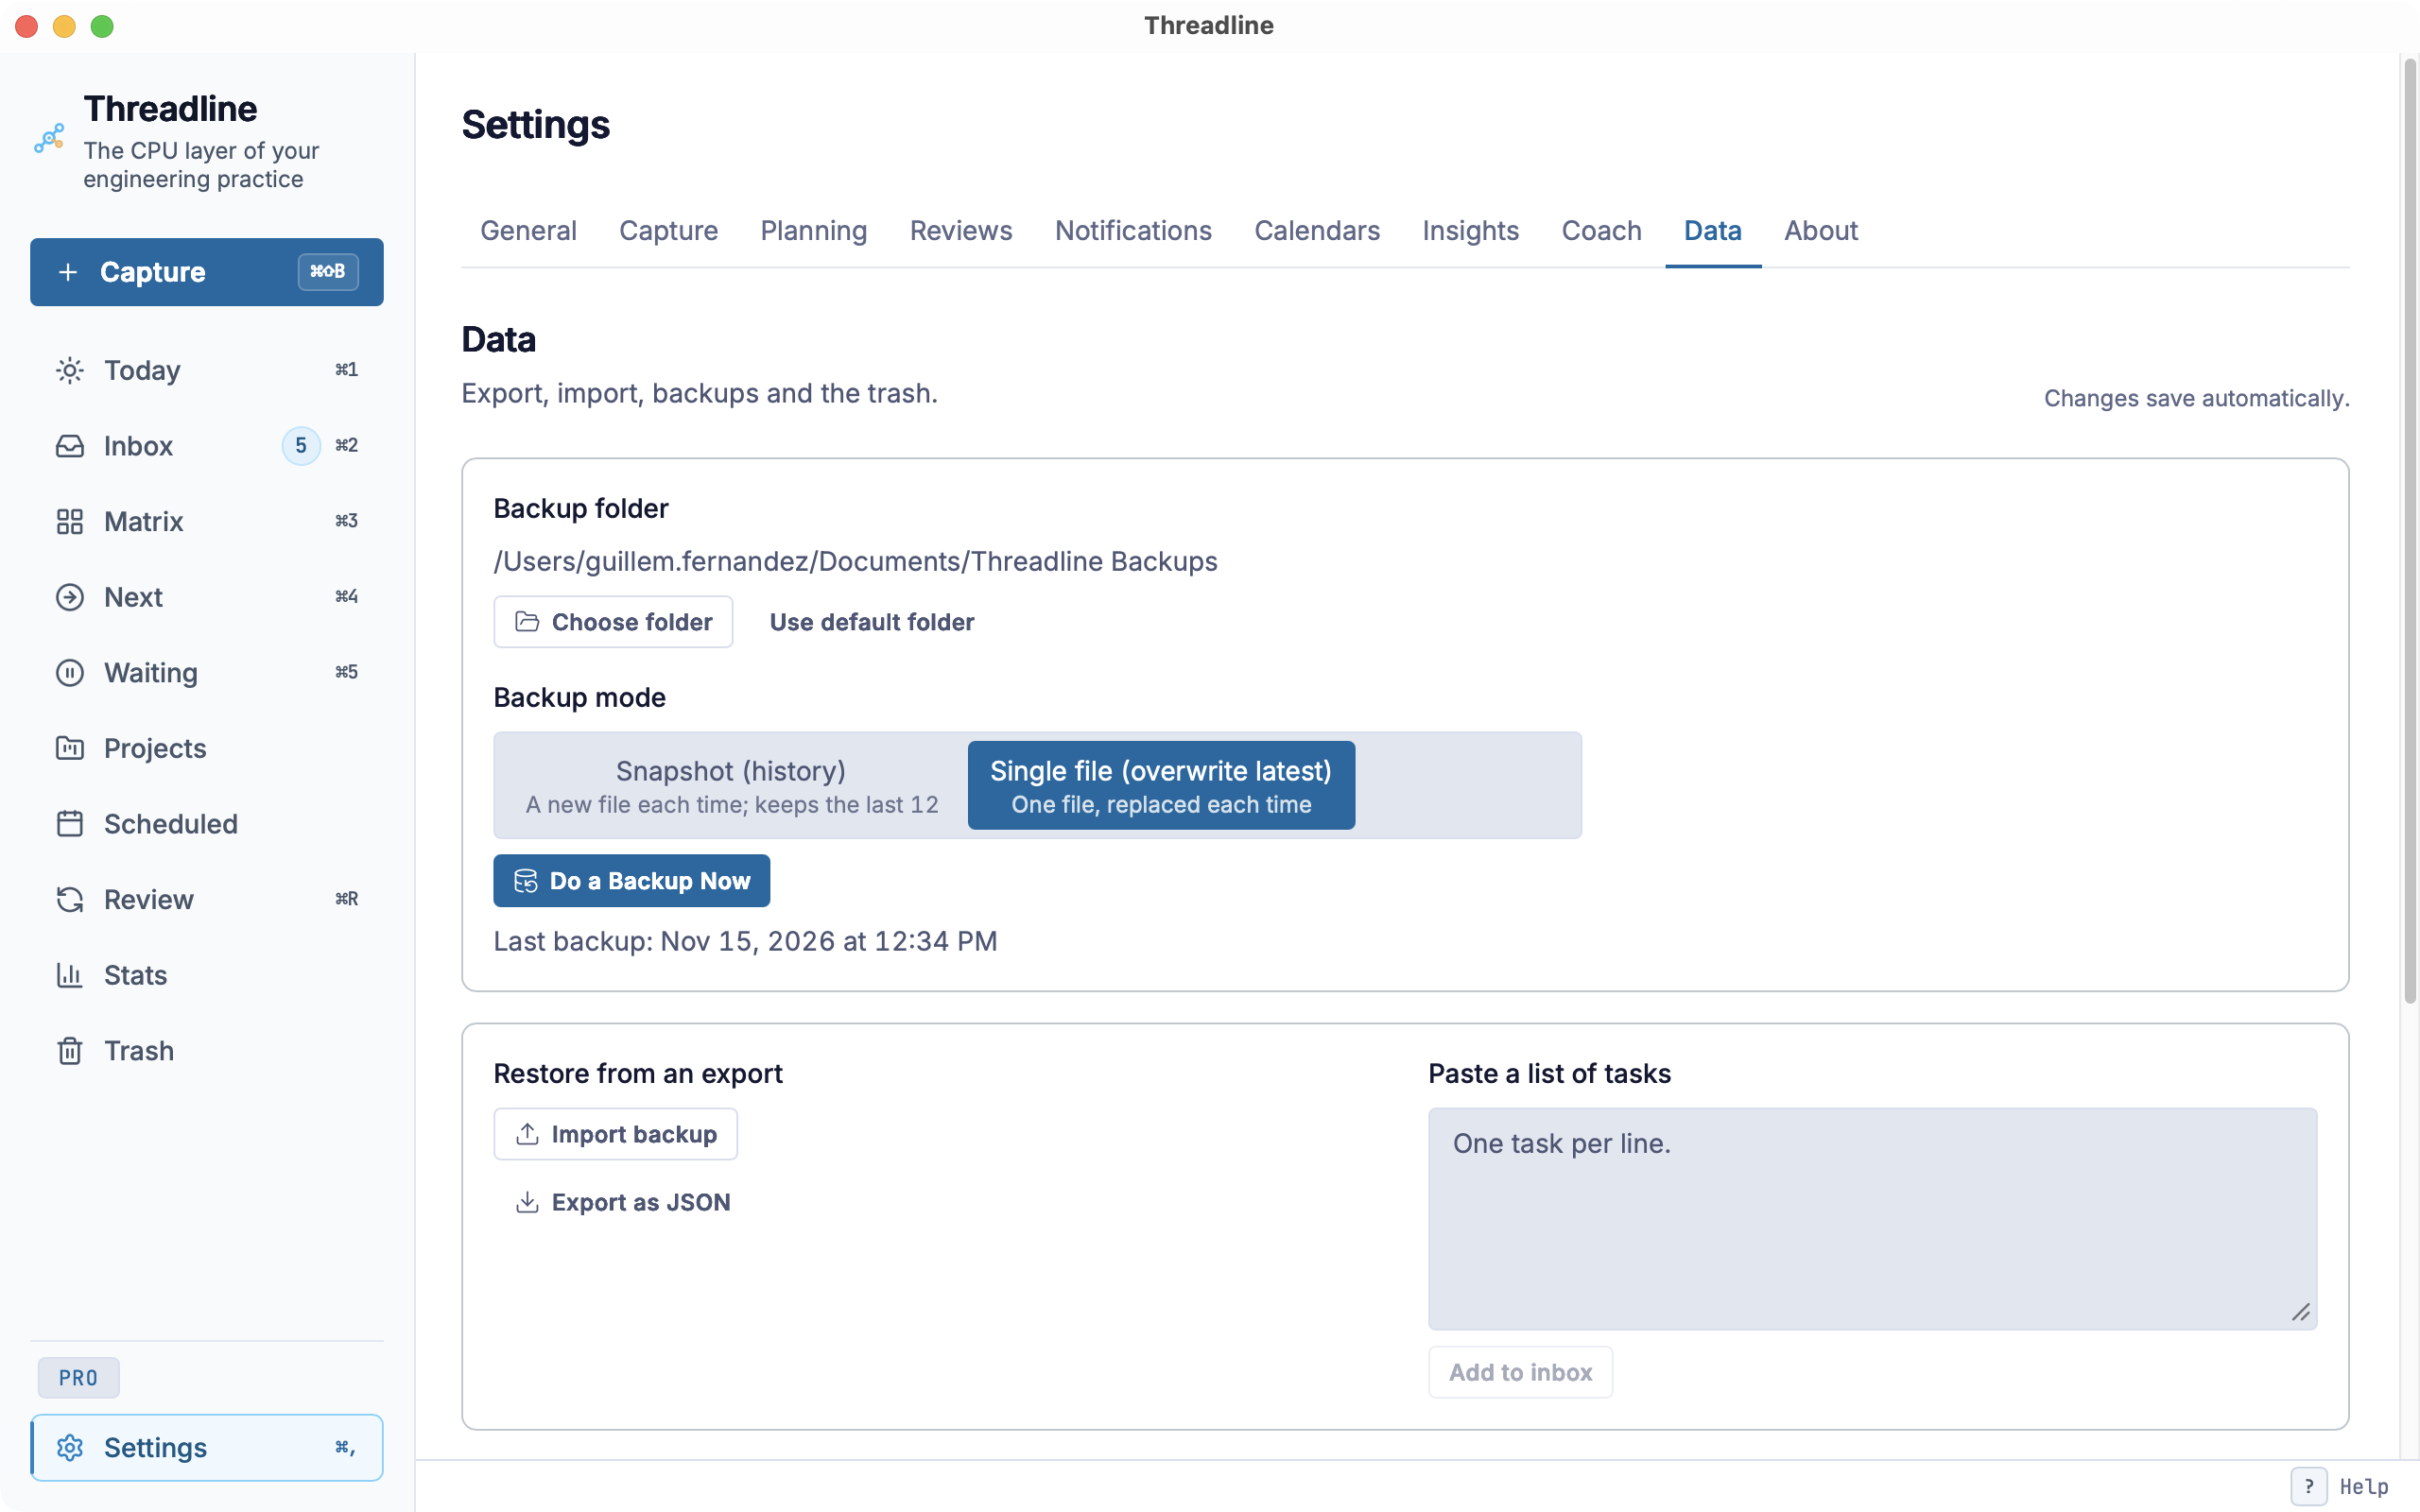 Threadline
Threadline
The CPU layer of your
engineering practice
+ Capture ⌘⇧B
Today ⌘1
Inbox 5 ⌘2
Matrix ⌘3
Next ⌘4
Waiting ⌘5
Projects
Scheduled
Review ⌘R
Stats
Trash
PRO
Settings ⌘,
Settings
General Capture Planning Reviews Notifications Calendars Insights Coach Data About
Data
Export, import, backups and the trash.
Changes save automatically.
Backup folder
/Users/guillem.fernandez/Documents/Threadline Backups
Choose folder Use default folder
Backup mode
Snapshot (history)
A new file each time; keeps the last 12
Single file (overwrite latest)
One file, replaced each time
Do a Backup Now
Last backup: Nov 15, 2026 at 12:34 PM
Restore from an export
Import backup
Export as JSON
Paste a list of tasks
One task per line.
Add to inbox
? Help